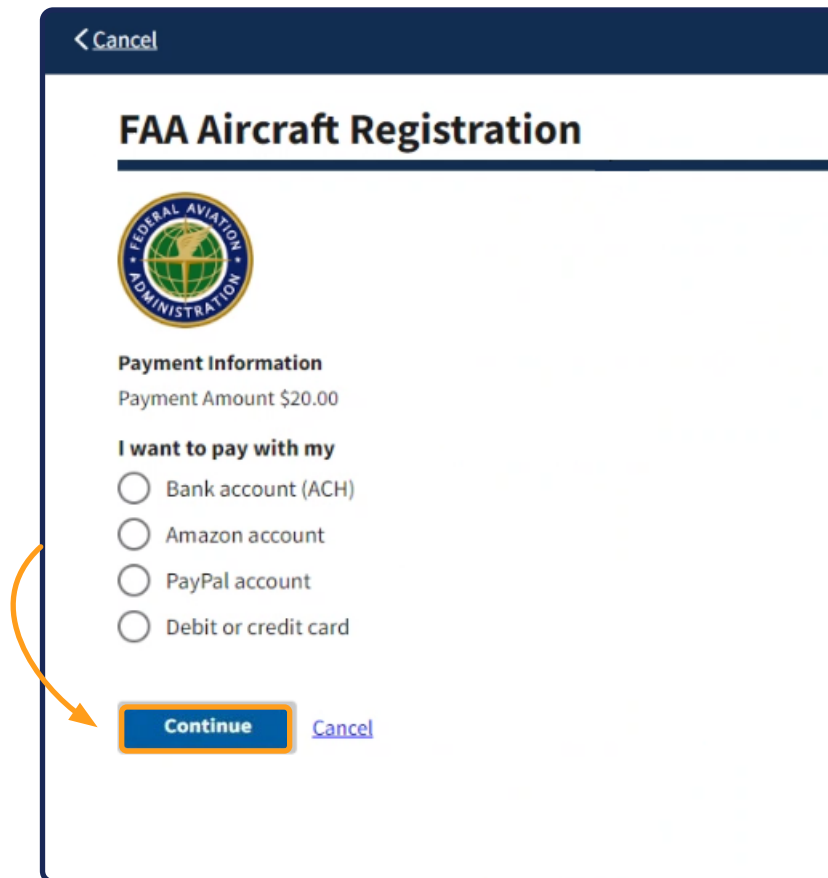 Cancel
FAA Aircraft Registration
FEDERAL AVIATION
ADMINISTRATION
Payment Information
Payment Amount $20.00
I want to pay with my
Bank account (ACH)
Amazon account
PayPal account
Debit or credit card
Continue Cancel